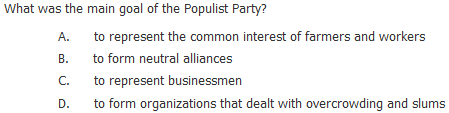 What was the main goal of the Populist Party?
A. to represent the common interest of farmers and workers
B. to form neutral alliances
C. to represent businessmen
D. to form organizations that dealt with overcrowding and slums